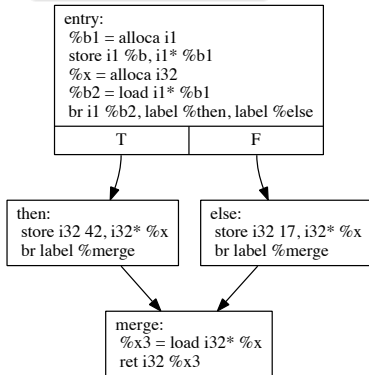 entry:
%b1 = alloca i1
store i1 %b, i1* %b1
%x = alloca i32
%b2 = load i1* %b1
br i1 %b2, label %then, label %else
T
F
then:
store i32 42, i32* %x
br label %merge
else:
store i32 17, i32* %x
br label %merge
merge:
%x3 = load i32* %x
ret i32 %x3